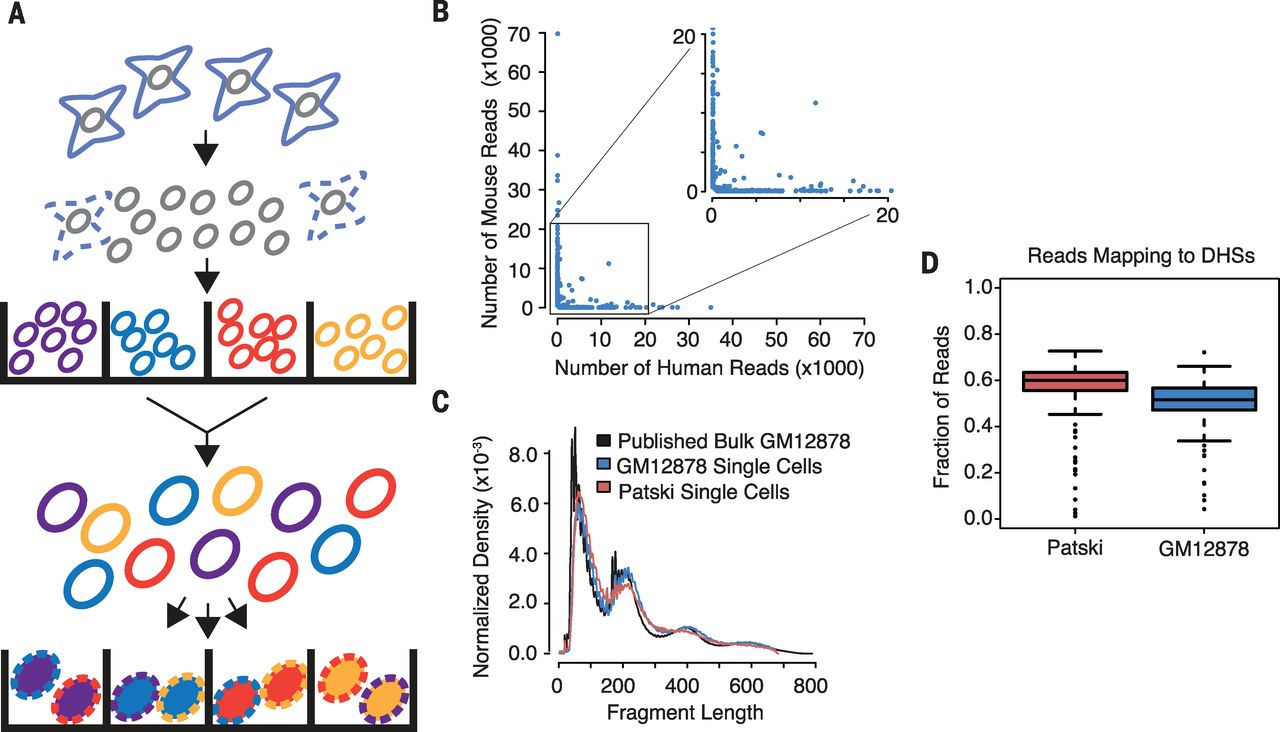 A
B
70
60
50
40
30
20
10
0
Number of Mouse Reads (x1000)
0 10 20 30 40 50 60 70
Number of Human Reads (x1000)
20
0
0 20
C
Published Bulk GM12878
GM12878 Single Cells
Patski Single Cells
8.0
6.0
4.0
2.0
0.0
Normalized Density (x10⁻³)
0 200 400 600 800
Fragment Length
D
Reads Mapping to DHSs
1.0
0.8
0.6
0.4
0.2
0.0
Fraction of Reads
Patski GM12878